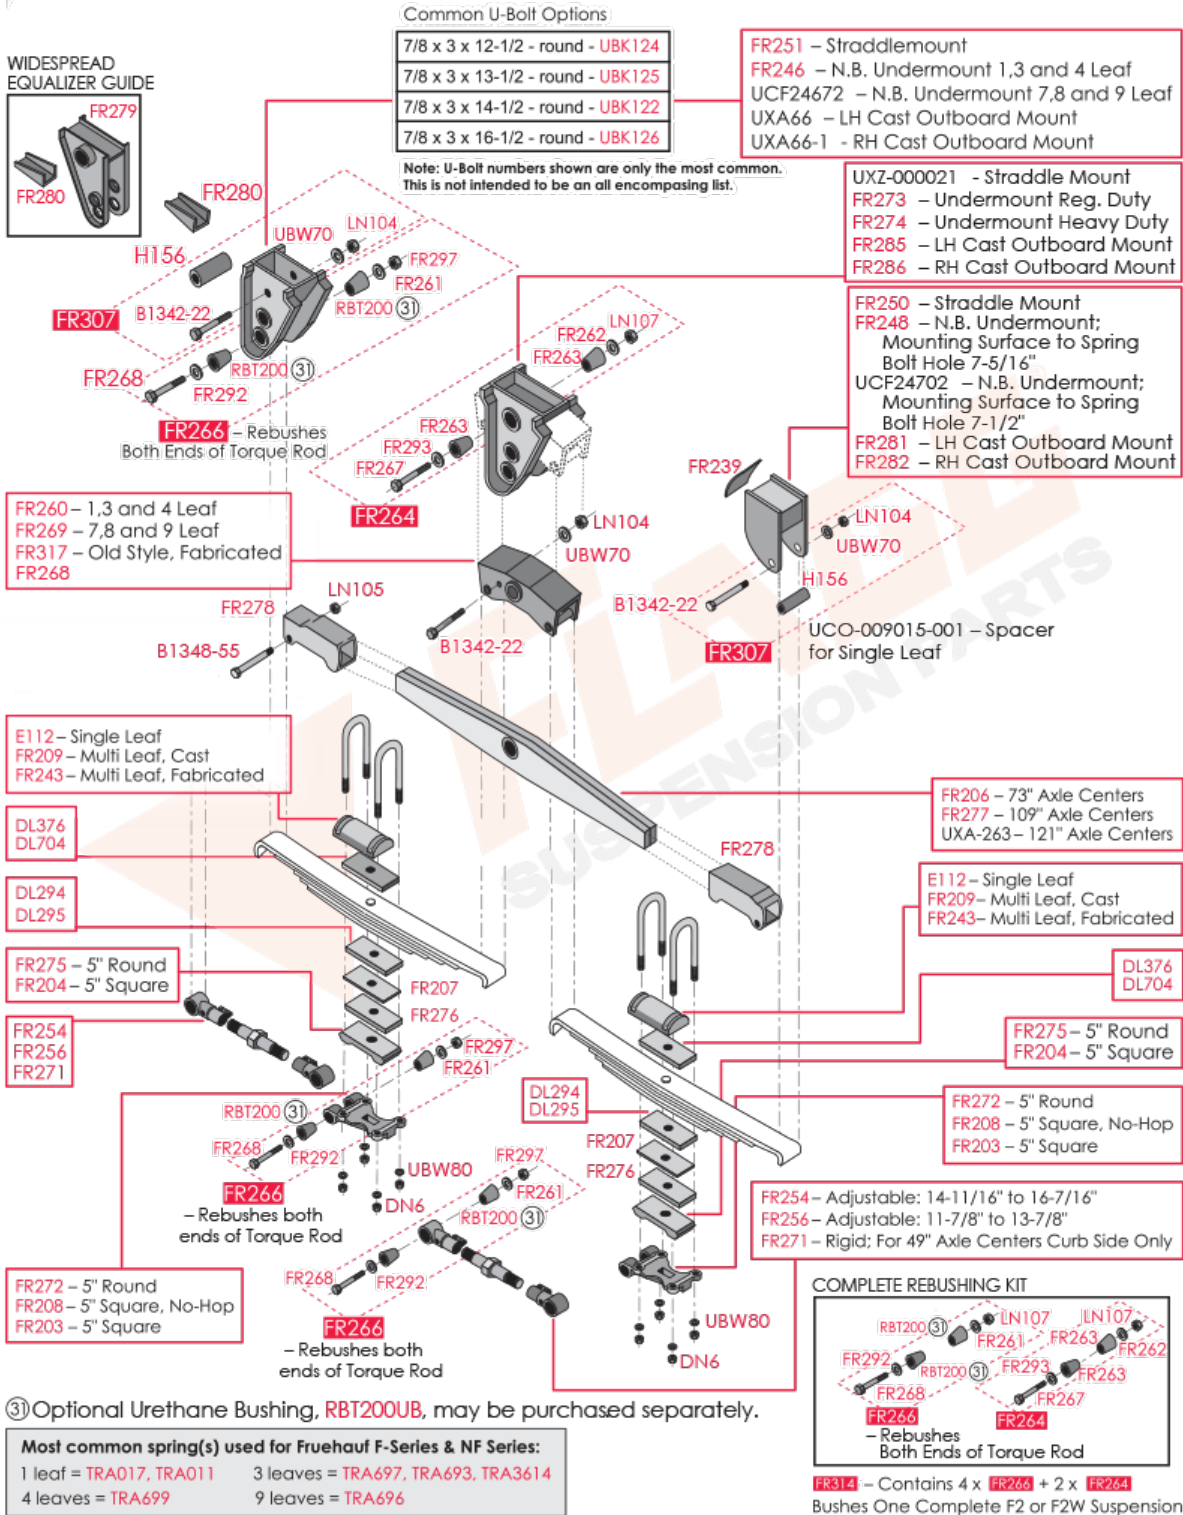 Common U-Bolt Options
7/8 x 3 x 12-1/2 - round - UBK124
7/8 x 3 x 13-1/2 - round - UBK125
7/8 x 3 x 14-1/2 - round - UBK122
7/8 x 3 x 16-1/2 - round - UBK126
Note: U-Bolt numbers shown are only the most common.
This is not intended to be an all encompasing list.
WIDESPREAD
EQUALIZER GUIDE
FR279
FR280
FR251 – Straddlemount
FR246 – N.B. Undermount 1,3 and 4 Leaf
UCF24672 – N.B. Undermount 7,8 and 9 Leaf
UXA66 – LH Cast Outboard Mount
UXA66-1 - RH Cast Outboard Mount
UXZ-000021 - Straddle Mount
FR273 – Undermount Reg. Duty
FR274 – Undermount Heavy Duty
FR285 – LH Cast Outboard Mount
FR286 – RH Cast Outboard Mount
FR250 – Straddle Mount
FR248 – N.B. Undermount;
Mounting Surface to Spring
Bolt Hole 7-5/16"
UCF24702 – N.B. Undermount;
Mounting Surface to Spring
Bolt Hole 7-1/2"
FR281 – LH Cast Outboard Mount
FR282 – RH Cast Outboard Mount
FR280
UBW70
LN104
H156
FR297
FR261
B1342-22
RBT200 31
FR307
FR268
RBT200 31
FR292
FR266 – Rebushes
Both Ends of Torque Rod
FR262
LN107
FR263
FR263
FR293
FR267
FR264
FR239
LN104
UBW70
H156
B1342-22
FR307
UCO-009015-001 – Spacer
for Single Leaf
FR260 – 1,3 and 4 Leaf
FR269 – 7,8 and 9 Leaf
FR317 – Old Style, Fabricated
FR268
LN104
UBW70
B1342-22
LN105
FR278
B1348-55
E112 – Single Leaf
FR209 – Multi Leaf, Cast
FR243 – Multi Leaf, Fabricated
DL376
DL704
DL294
DL295
FR275 – 5" Round
FR204 – 5" Square
FR254
FR256
FR271
FR207
FR276
FR297
FR261
RBT200 31
FR268
FR292
FR266
– Rebushes both
ends of Torque Rod
UBW80
DN6
FR272 – 5" Round
FR208 – 5" Square, No-Hop
FR203 – 5" Square
FR297
FR261
RBT200 31
FR268
FR292
FR266
– Rebushes both
ends of Torque Rod
FR206 – 73" Axle Centers
FR277 – 109" Axle Centers
UXA-263 – 121" Axle Centers
FR278
E112 – Single Leaf
FR209– Multi Leaf, Cast
FR243– Multi Leaf, Fabricated
DL376
DL704
FR275 – 5" Round
FR204 – 5" Square
DL294
DL295
FR207
FR276
FR272 – 5" Round
FR208 – 5" Square, No-Hop
FR203 – 5" Square
FR254 – Adjustable: 14-11/16" to 16-7/16"
FR256 – Adjustable: 11-7/8" to 13-7/8"
FR271 – Rigid; For 49" Axle Centers Curb Side Only
UBW80
DN6
COMPLETE REBUSHING KIT
RBT200 31
LN107
FR261
FR292
RBT200 31
FR268
FR266
– Rebushes
Both Ends of Torque Rod
LN107
FR263
FR262
FR293
FR263
FR267
FR264
FR314 – Contains 4 x FR266 + 2 x FR264
Bushes One Complete F2 or F2W Suspension
31 Optional Urethane Bushing, RBT200UB, may be purchased separately.
Most common spring(s) used for Fruehauf F-Series & NF Series:
1 leaf = TRA017, TRA011 3 leaves = TRA697, TRA693, TRA3614
4 leaves = TRA699 9 leaves = TRA696
SUSPENSION PARTS